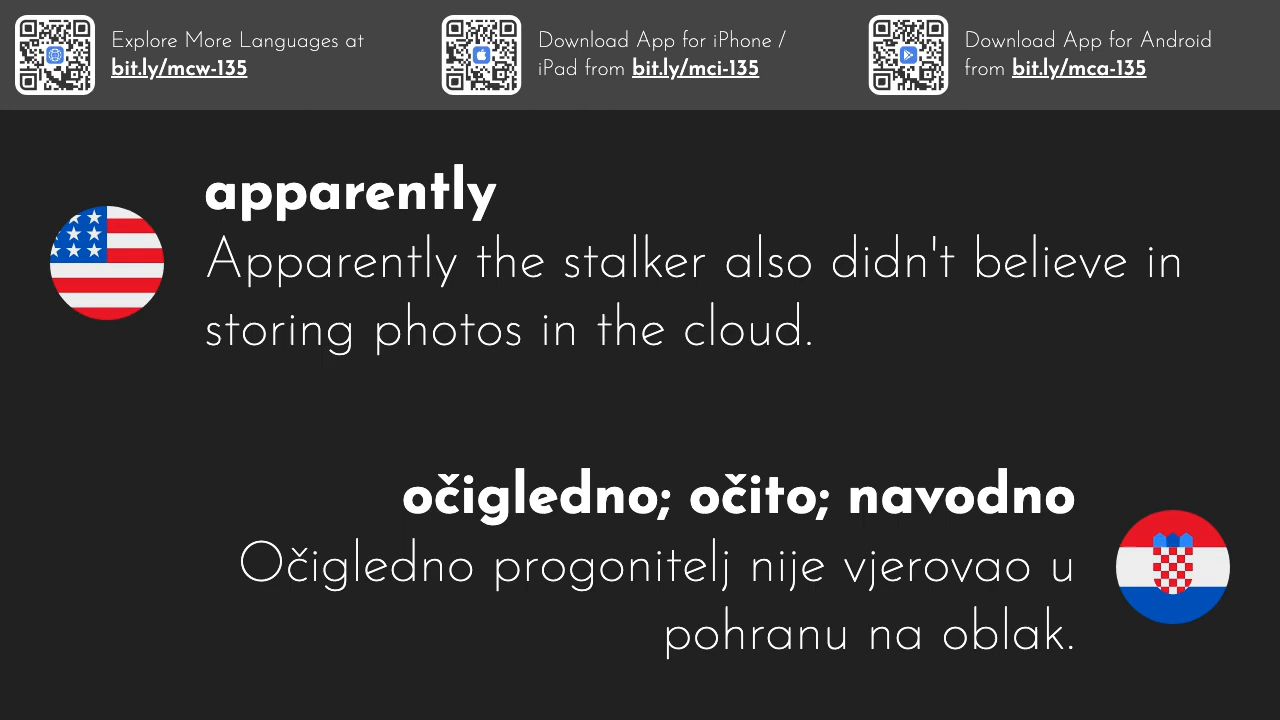 Explore More Languages at
bit.ly/mcw-135
Download App for iPhone /
iPad from bit.ly/mci-135
Download App for Android
from bit.ly/mca-135
apparently
Apparently the stalker also didn't believe in
storing photos in the cloud.
očigledno; očito; navodno
Očigledno progonitelj nije vjerovao u
pohranu na oblak.